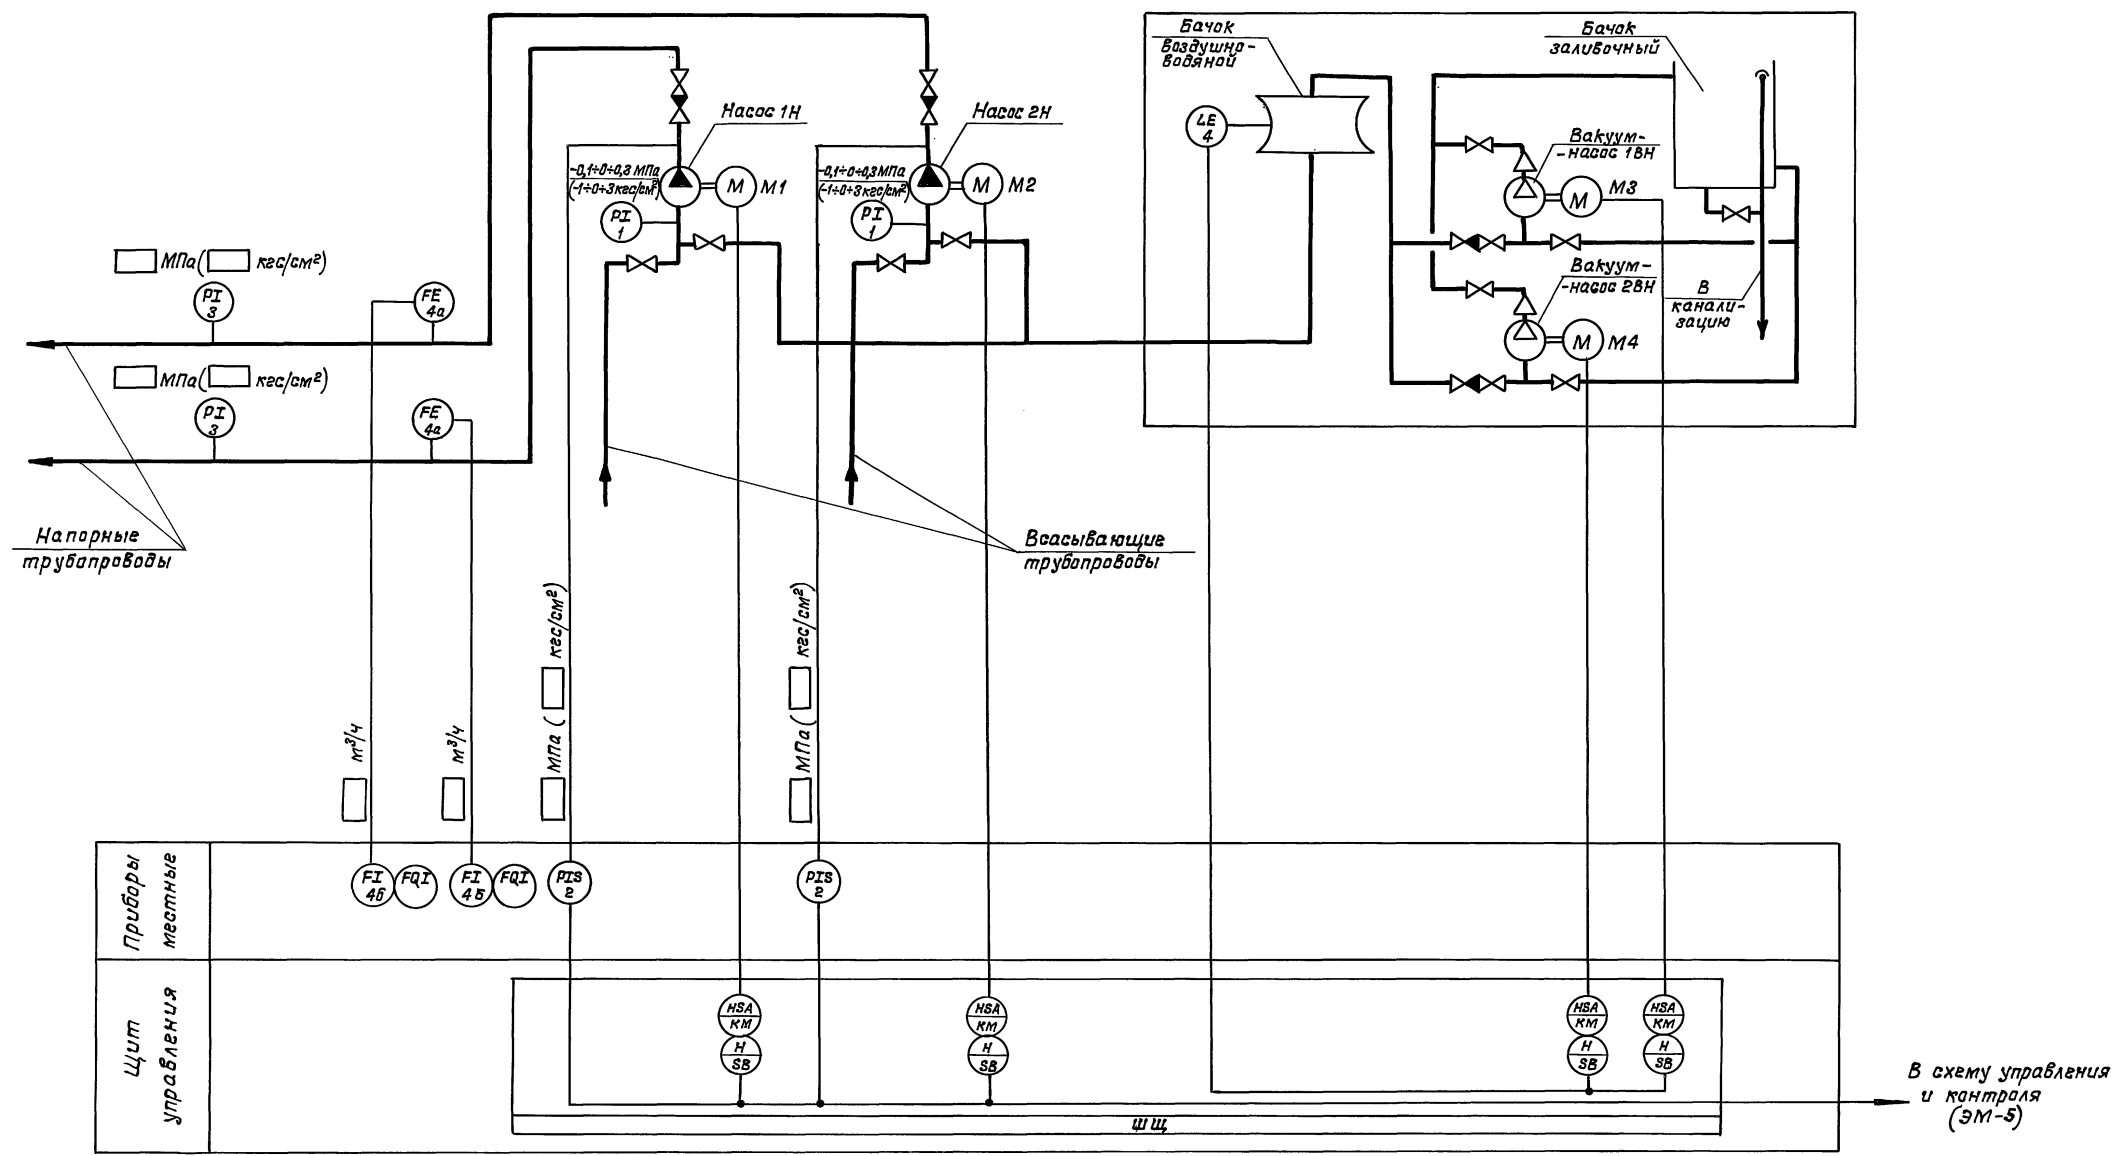 Бачок
воздушно-
водяной
Бачок
заливочный
LE
4
Насос 1Н
Насос 2Н
Вакуум-
-насос 1ВН
-0,1÷0÷0,3 МПа
(-1÷0÷3 кгс/см²)
M
M1
-0,1÷0÷0,3 МПа
(-1÷0÷3 кгс/см²)
M
M2
M
M3
PI
1
PI
1
МПа ( кгс/см²)
PI
3
FE
4а
Вакуум-
-насос 2ВН
В
канали-
зацию
M
M4
МПа ( кгс/см²)
PI
3
FE
4а
Напорные
трубопроводы
Всасывающие
трубопроводы
м³/ч
м³/ч
МПа ( кгс/см²)
МПа ( кгс/см²)
Приборы
местные
FI
4б
FQI
FI
4б
FQI
PIS
2
PIS
2
Щит
управления
HSA
KM
H
SB
HSA
KM
H
SB
HSA
KM
H
SB
HSA
KM
H
SB
ШЩ
В схему управления
и контроля
(ЭМ-5)